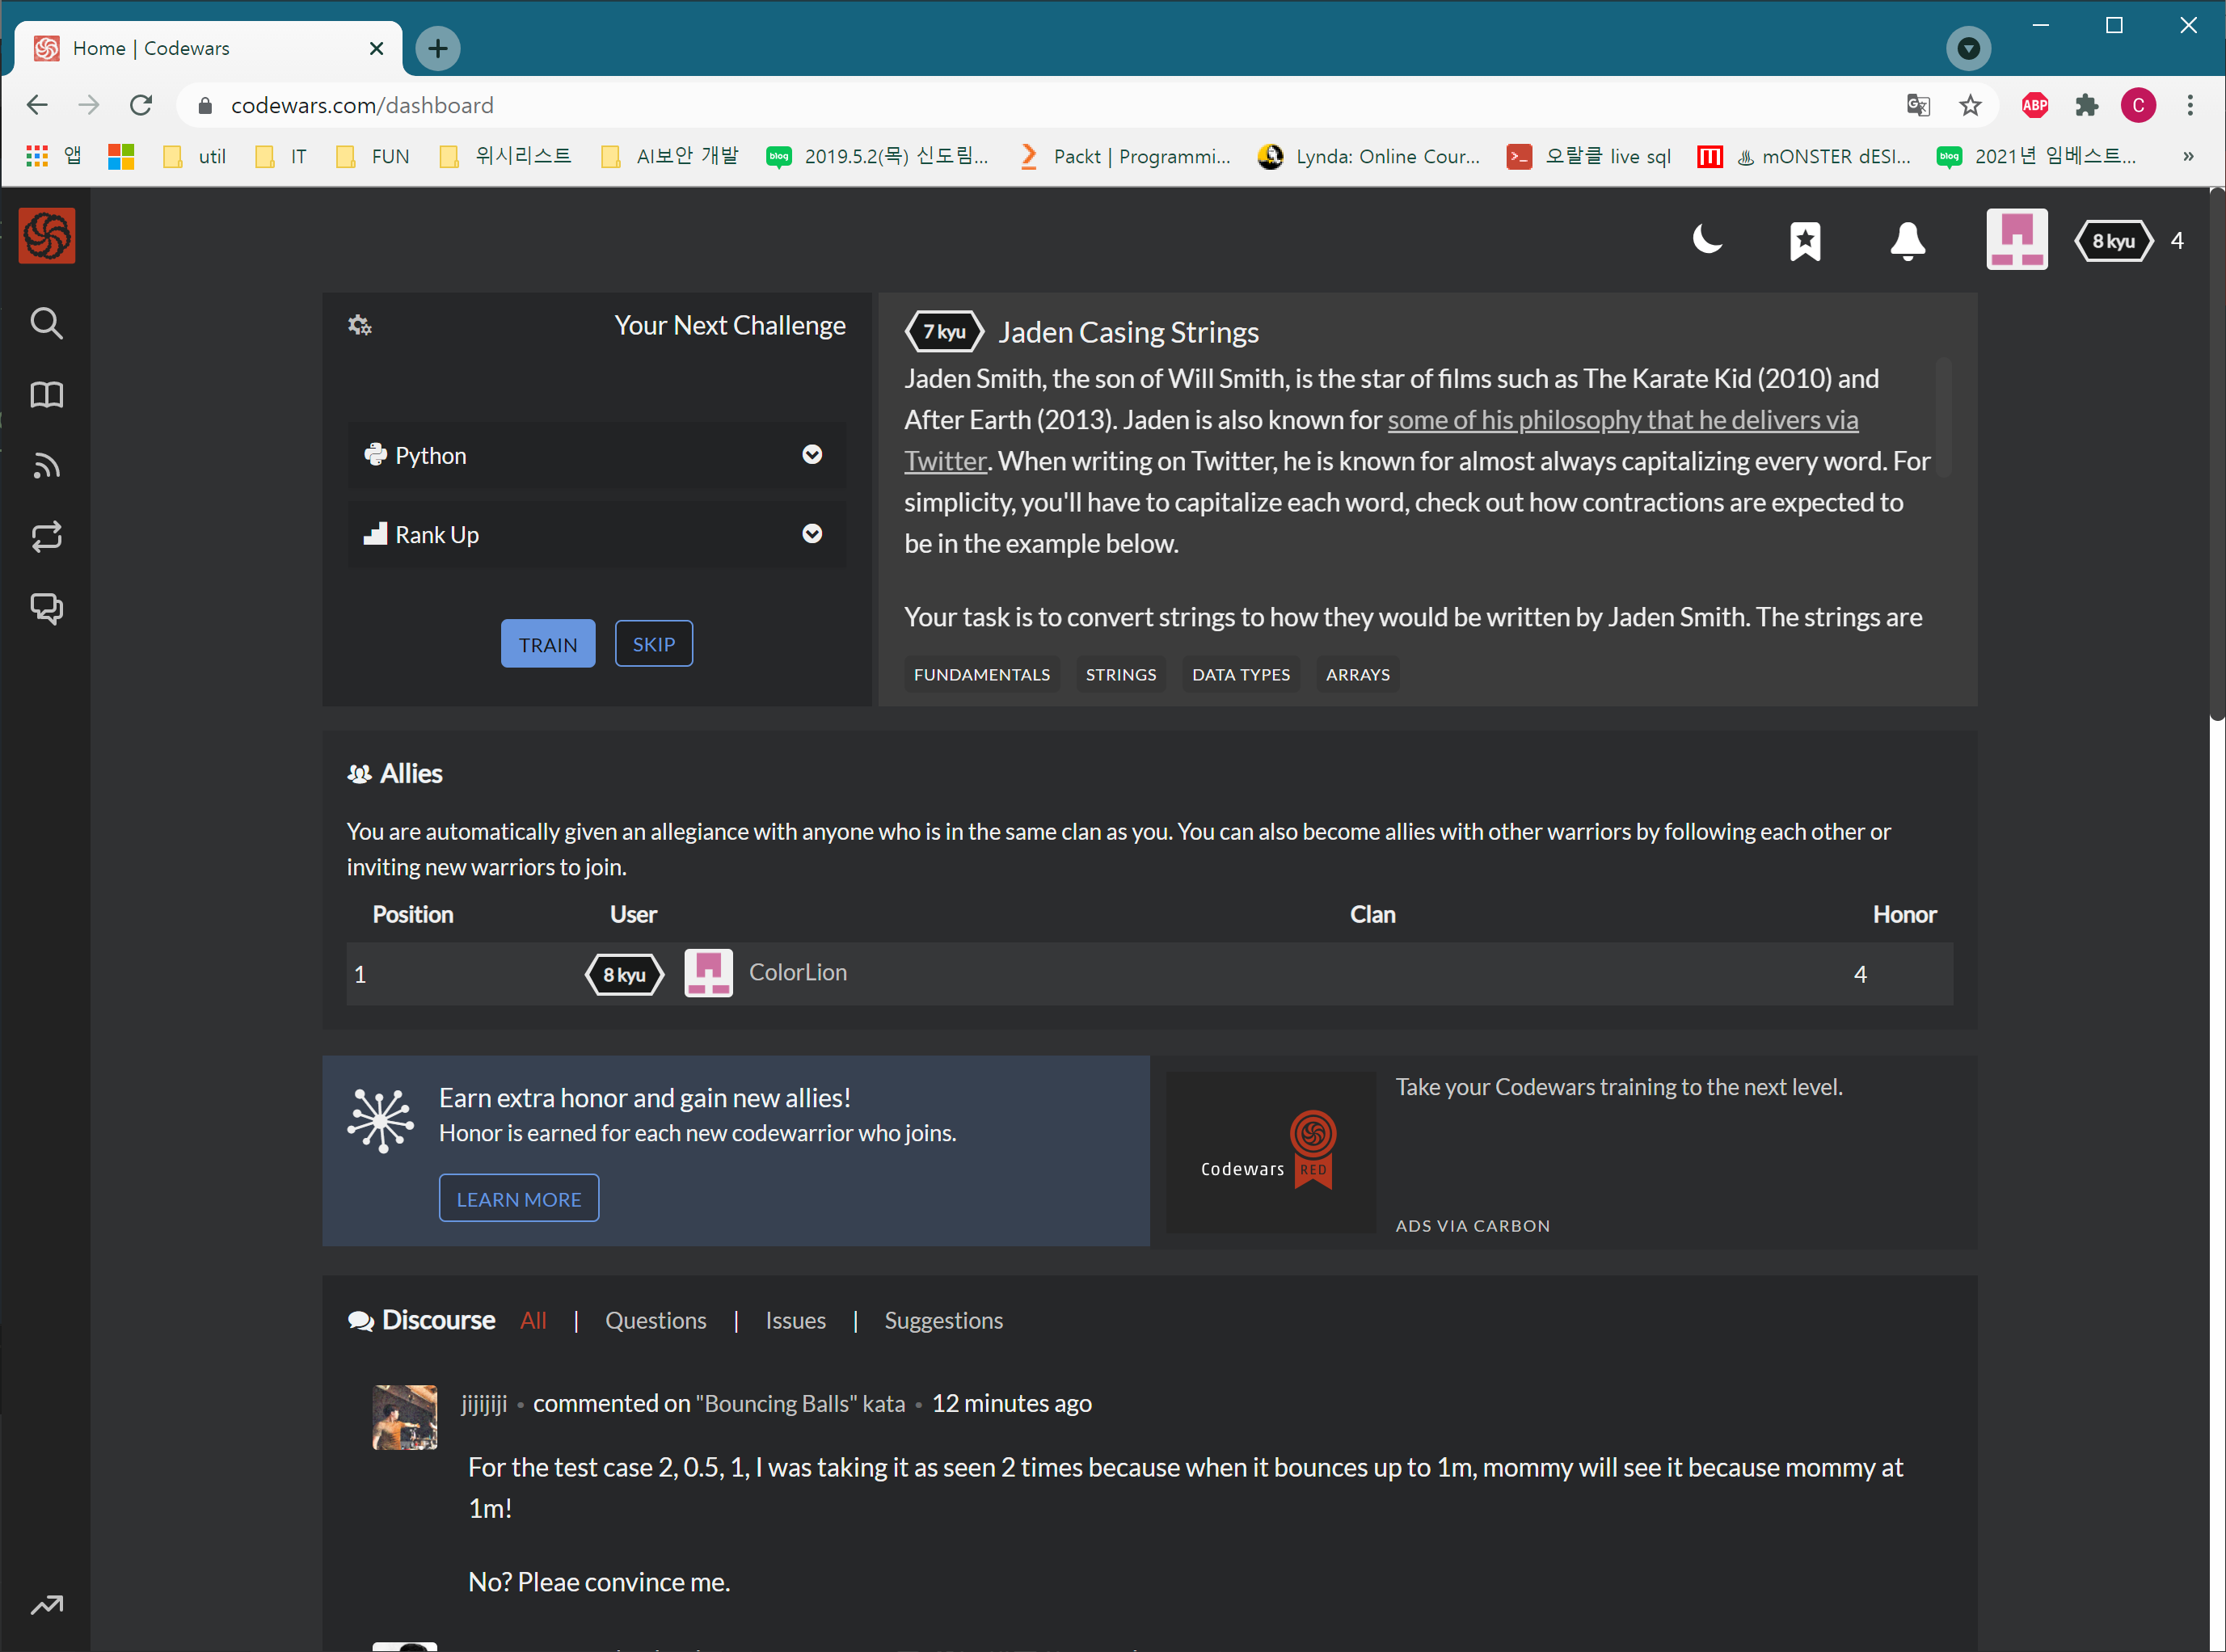 Home | Codewars
codewars.com/dashboard
ABP
C
앱
util
IT
FUN
위시리스트
AI보안 개발
blog
2019.5.2(목) 신도림...
Packt | Programmi...
Lynda: Online Cour...
오랄클 live sql
mONSTER dESI...
blog
2021년 임베스트...
»
8 kyu
4
Your Next Challenge
Python
Rank Up
TRAIN
SKIP
7 kyu
Jaden Casing Strings
Jaden Smith, the son of Will Smith, is the star of films such as The Karate Kid (2010) and
After Earth (2013). Jaden is also known for some of his philosophy that he delivers via
Twitter. When writing on Twitter, he is known for almost always capitalizing every word. For
simplicity, you'll have to capitalize each word, check out how contractions are expected to
be in the example below.
Your task is to convert strings to how they would be written by Jaden Smith. The strings are
FUNDAMENTALS
STRINGS
DATA TYPES
ARRAYS
Allies
You are automatically given an allegiance with anyone who is in the same clan as you. You can also become allies with other warriors by following each other or
inviting new warriors to join.
Position User Clan Honor
1 8 kyu ColorLion 4
Earn extra honor and gain new allies!
Honor is earned for each new codewarrior who joins.
LEARN MORE
Codewars RED
Take your Codewars training to the next level.
ADS VIA CARBON
Discourse All | Questions | Issues | Suggestions
jijijiji • commented on "Bouncing Balls" kata • 12 minutes ago
For the test case 2, 0.5, 1, I was taking it as seen 2 times because when it bounces up to 1m, mommy will see it because mommy at
1m!
No? Pleae convince me.